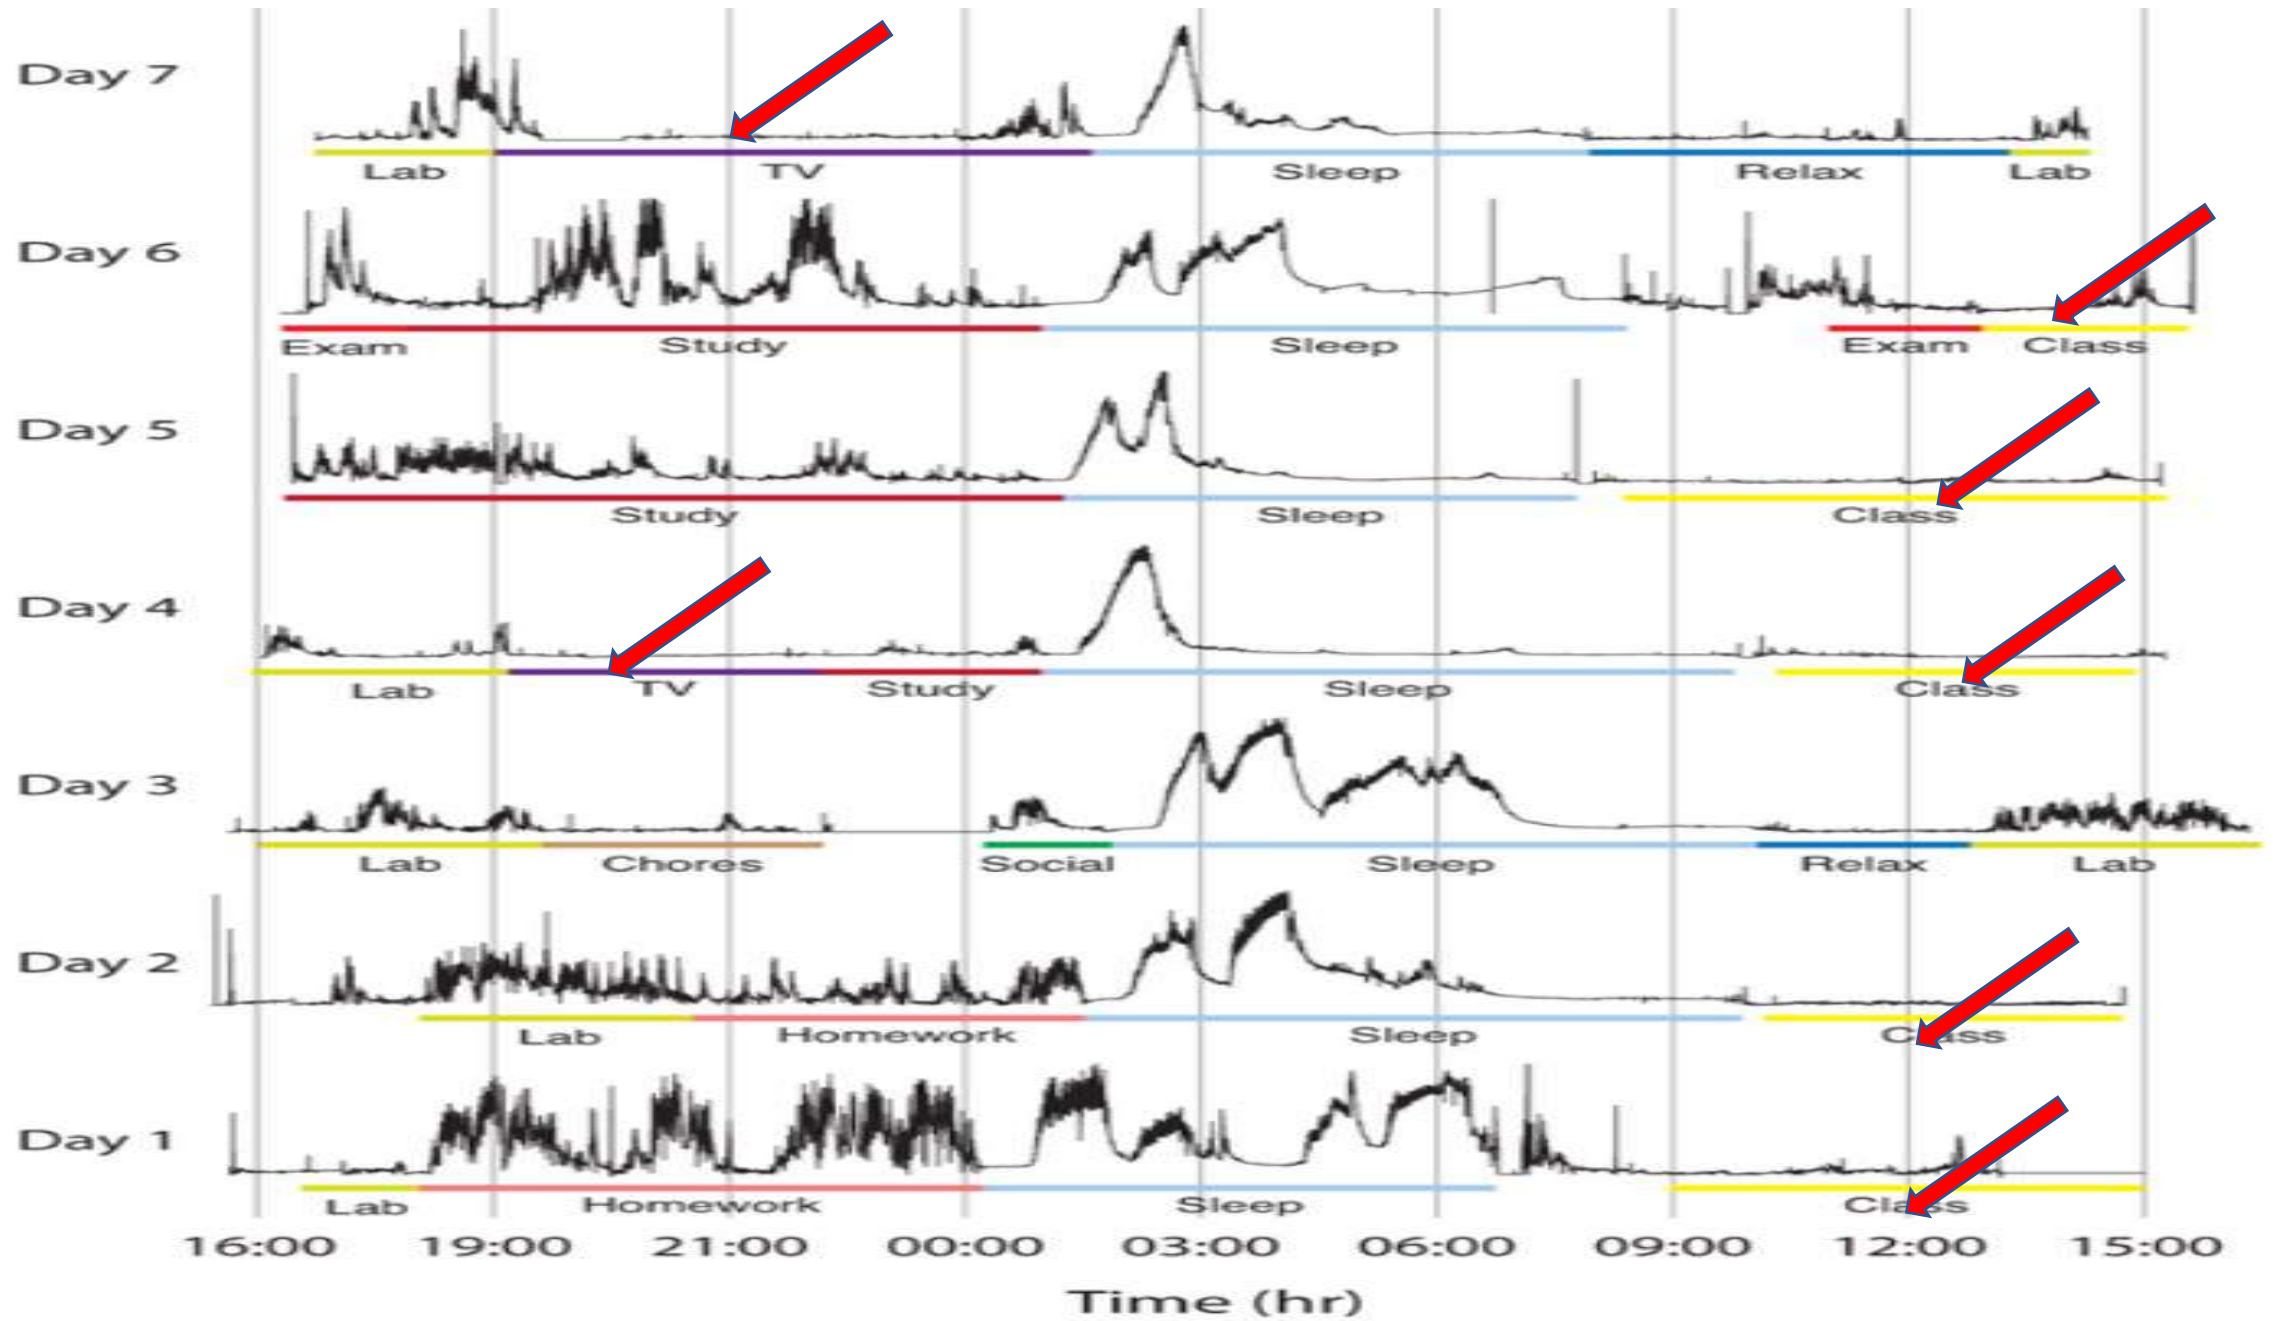 Day 7
Lab TV Sleep Relax Lab
Day 6
Exam Study Sleep Exam Class
Day 5
Study Sleep Class
Day 4
Lab TV Study Sleep Class
Day 3
Lab Chores Social Sleep Relax Lab
Day 2
Lab Homework Sleep Class
Day 1
Lab Homework Sleep Class
16:00 19:00 21:00 00:00 03:00 06:00 09:00 12:00 15:00
Time (hr)